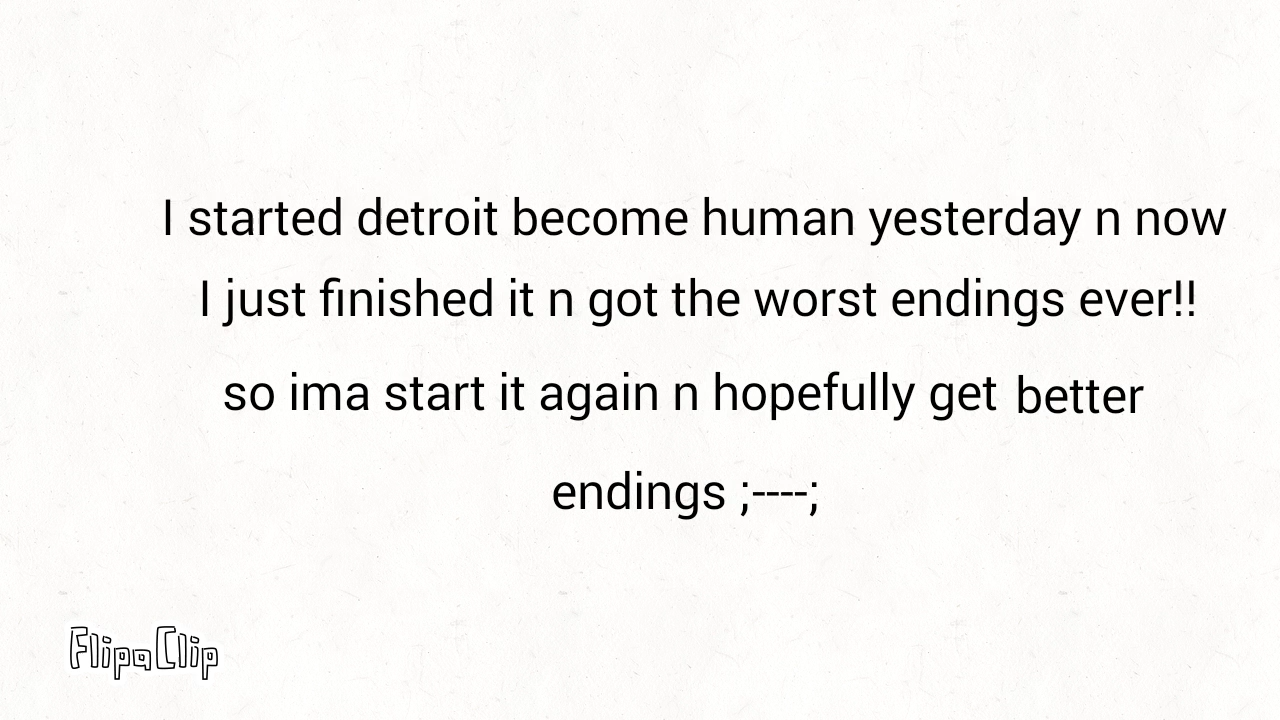 I started detroit become human yesterday n now
I just finished it n got the worst endings ever!!
so ima start it again n hopefully get better
endings ;----;
FlipaClip